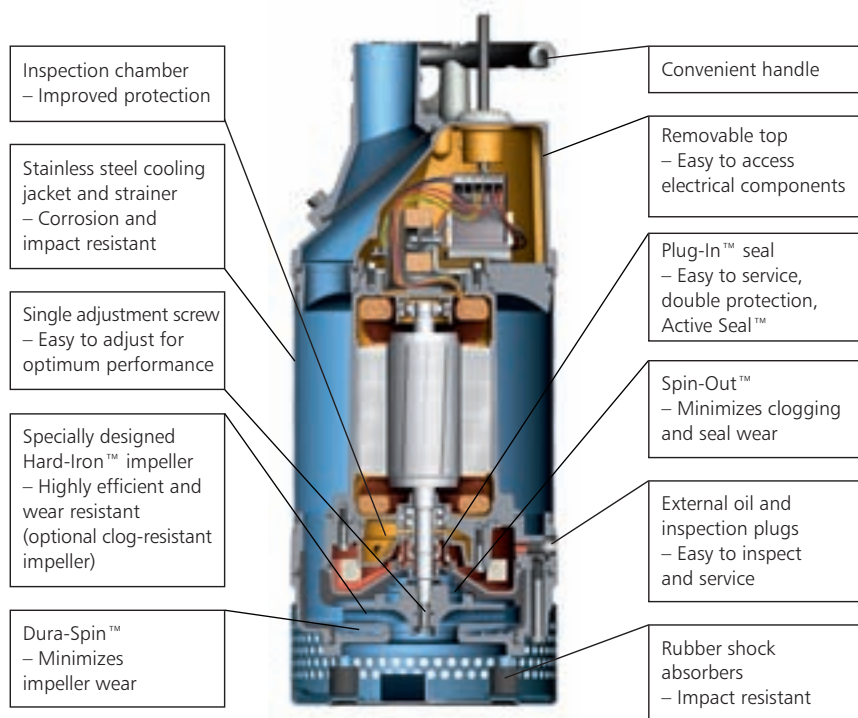 Inspection chamber
– Improved protection
Stainless steel cooling
jacket and strainer
– Corrosion and
impact resistant
Single adjustment screw
– Easy to adjust for
optimum performance
Specially designed
Hard-Iron™ impeller
– Highly efficient and
wear resistant
(optional clog-resistant
impeller)
Dura-Spin™
– Minimizes
impeller wear
Convenient handle
Removable top
– Easy to access
electrical components
Plug-In™ seal
– Easy to service,
double protection,
Active Seal™
Spin-Out™
– Minimizes clogging
and seal wear
External oil and
inspection plugs
– Easy to inspect
and service
Rubber shock
absorbers
– Impact resistant